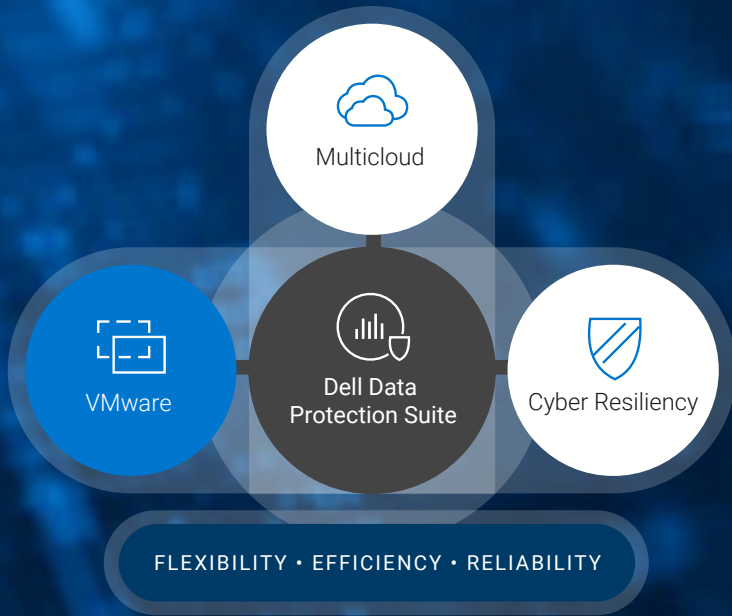 Multicloud
VMware
Dell Data
Protection Suite
Cyber Resiliency
FLEXIBILITY • EFFICIENCY • RELIABILITY